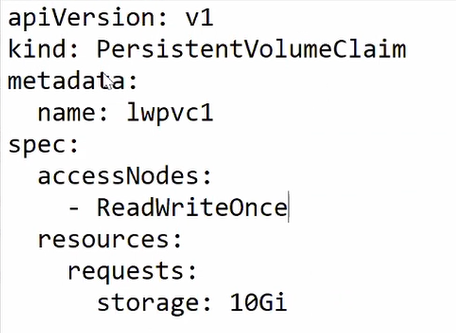 apiVersion: v1
kind: PersistentVolumeClaim
metadata:
  name: lwpvc1
spec:
  accessNodes:
    - ReadWriteOnce
  resources:
    requests:
      storage: 10Gi